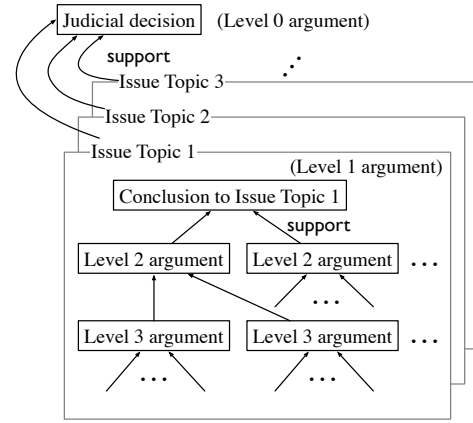 Judicial decision (Level 0 argument)
support
Issue Topic 3
Issue Topic 2
Issue Topic 1
(Level 1 argument)
Conclusion to Issue Topic 1
support
Level 2 argument Level 2 argument ...
...
Level 3 argument Level 3 argument ...
... ...